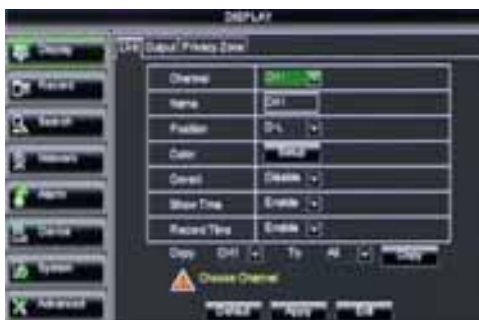 DISPLAY
Display
Live Output Privacy Zone
Record
Search
Network
Alarm
Device
System
Advanced
Channel CH1
Name CH1
Position D-L
Color Setup
Covert Disable
Show Time Enable
Record Time Enable
Copy CH1 To All Copy
Choose Channel
Default Apply Exit